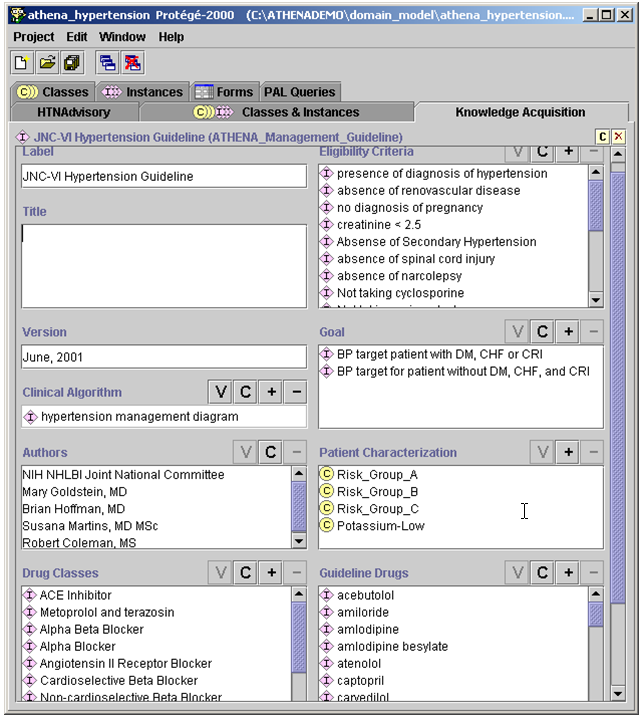 athena_hypertension Protégé-2000 (C:\ATHENADEMO\domain_model\athena_hypertension....
Project Edit Window Help
Classes Instances Forms PAL Queries
HTNAdvisory Classes & Instances Knowledge Acquisition
JNC-VI Hypertension Guideline (ATHENA_Management_Guideline) C
Label
JNC-VI Hypertension Guideline
Title
Version
June, 2001
Clinical Algorithm V C + −
hypertension management diagram
Authors V C −
NIH NHLBI Joint National Committee
Mary Goldstein, MD
Brian Hoffman, MD
Susana Martins, MD MSc
Robert Coleman, MS
Drug Classes V C + −
ACE Inhibitor
Metoprolol and terazosin
Alpha Beta Blocker
Alpha Blocker
Angiotensin II Receptor Blocker
Cardioselective Beta Blocker
Non-cardioselective Beta Blocker
Eligibility Criteria V C + −
presence of diagnosis of hypertension
absence of renovascular disease
no diagnosis of pregnancy
creatinine < 2.5
Absense of Secondary Hypertension
absence of spinal cord injury
absence of narcolepsy
Not taking cyclosporine
Goal V C + −
BP target patient with DM, CHF or CRI
BP target for patient without DM, CHF, and CRI
Patient Characterization V + −
C Risk_Group_A
C Risk_Group_B
C Risk_Group_C
C Potassium-Low
Guideline Drugs V C + −
acebutolol
amiloride
amlodipine
amlodipine besylate
atenolol
captopril
carvedilol